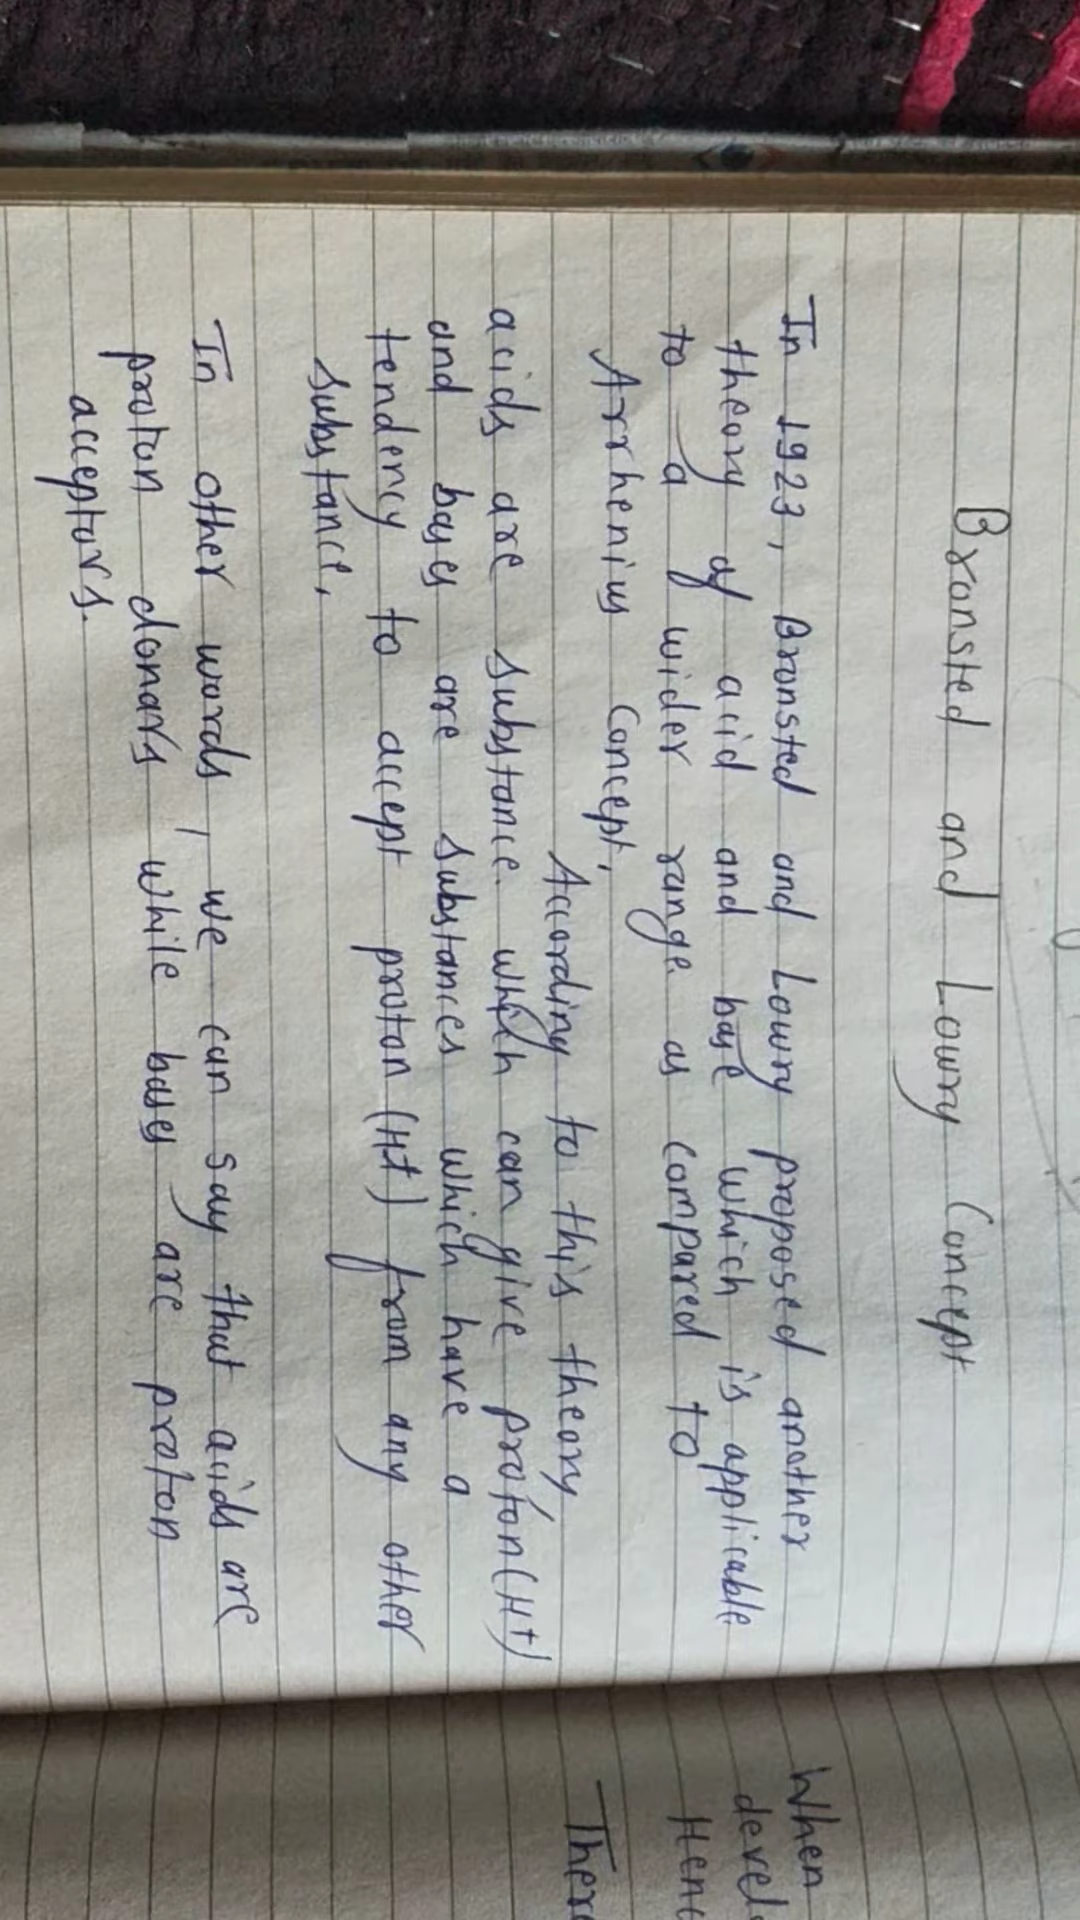 Bronsted and Lowry Concept
In 1923, Bronsted and Lowry proposed another
theory of acid and base which is applicable
to a wider range as compared to
Arrhenius Concept,
According to this theory
acids are substance which can give proton (H+)
and bases are substances which have a
tendency to accept proton (H+) from any other
substance,
In other words, we can say that acids are
proton donars while bases are proton
acceptors.
When
Hen